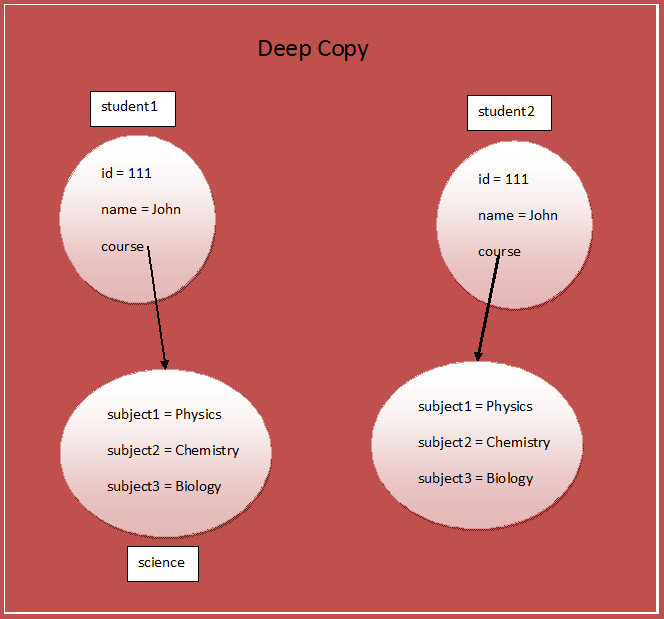 Deep Copy
student1
id = 111
name = John
course
subject1 = Physics
subject2 = Chemistry
subject3 = Biology
science
student2
id = 111
name = John
course
subject1 = Physics
subject2 = Chemistry
subject3 = Biology